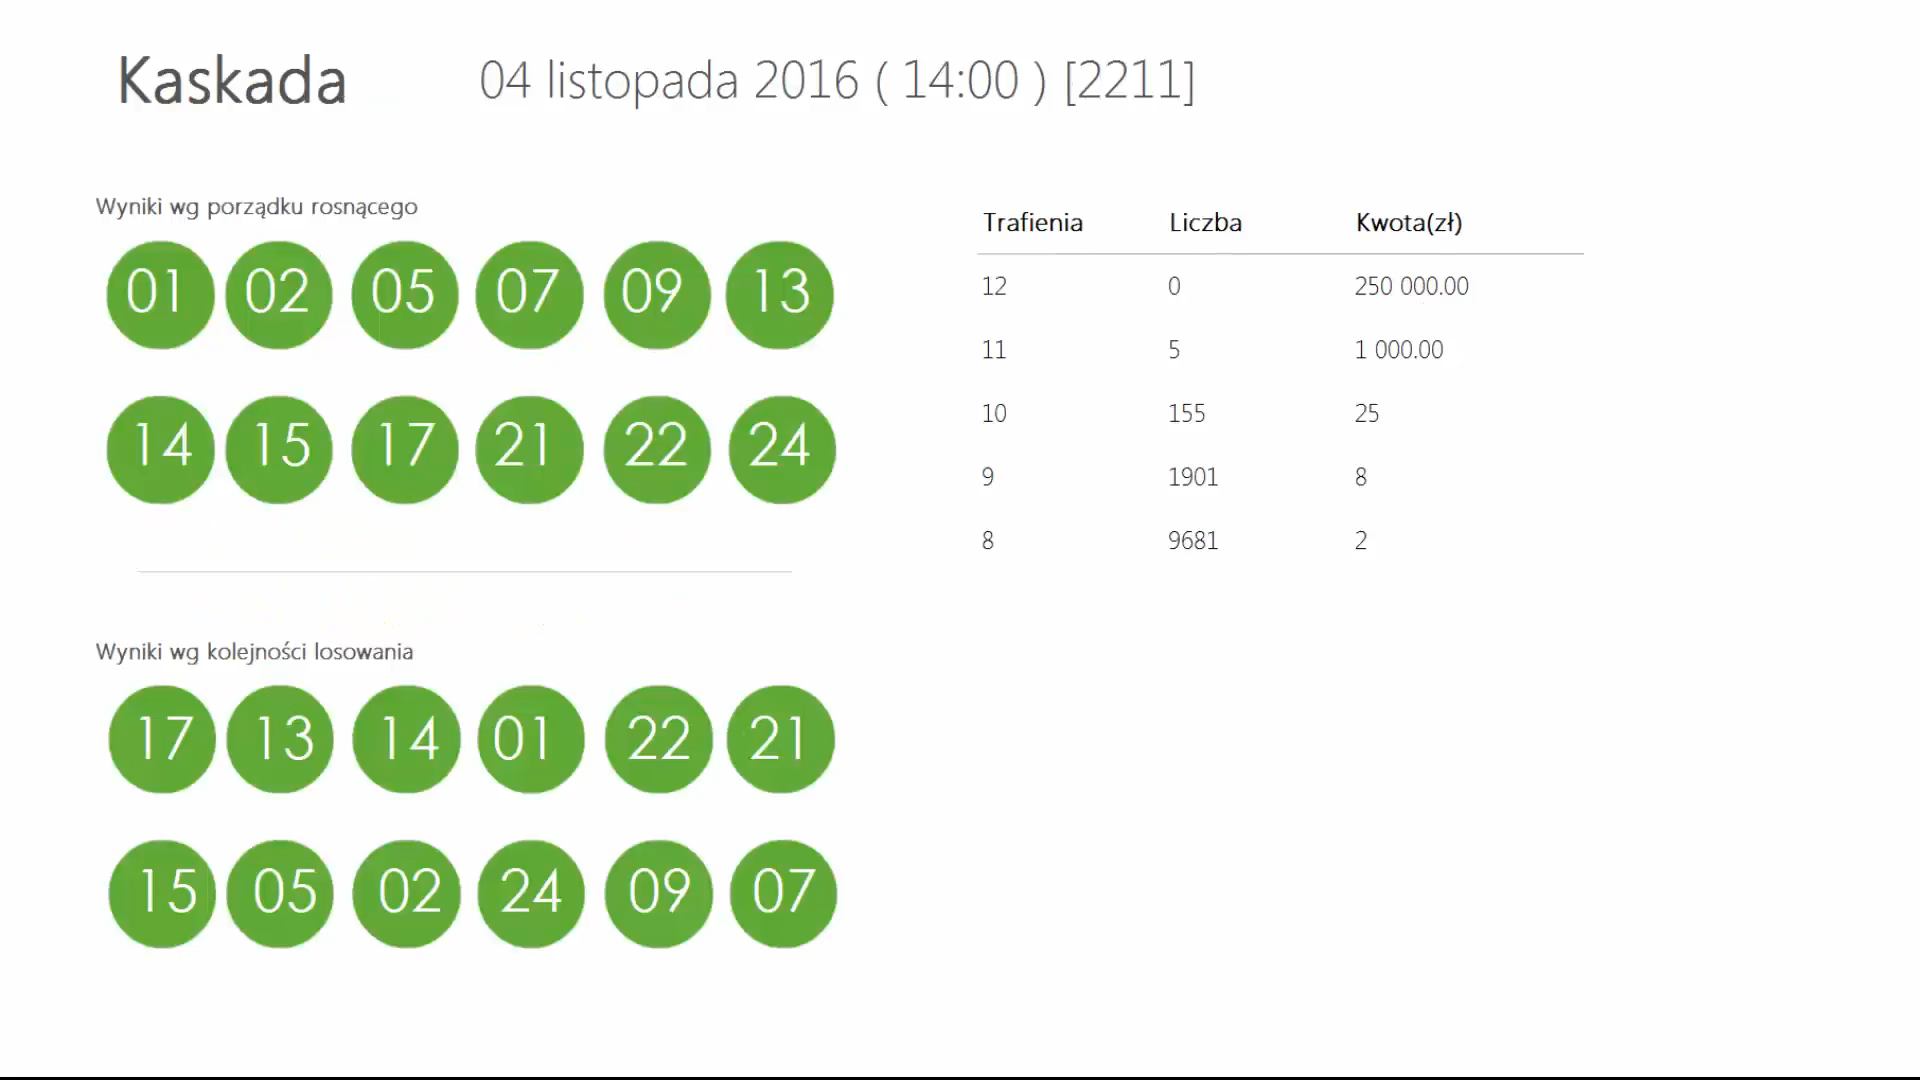 Kaskada 04 listopada 2016 ( 14:00 ) [2211]
Wyniki wg porządku rosnącego
01 02 05 07 09 13
14 15 17 21 22 24
Trafienia Liczba Kwota(zł)
12 0 250 000.00
11 5 1 000.00
10 155 25
9 1901 8
8 9681 2
Wyniki wg kolejności losowania
17 13 14 01 22 21
15 05 02 24 09 07